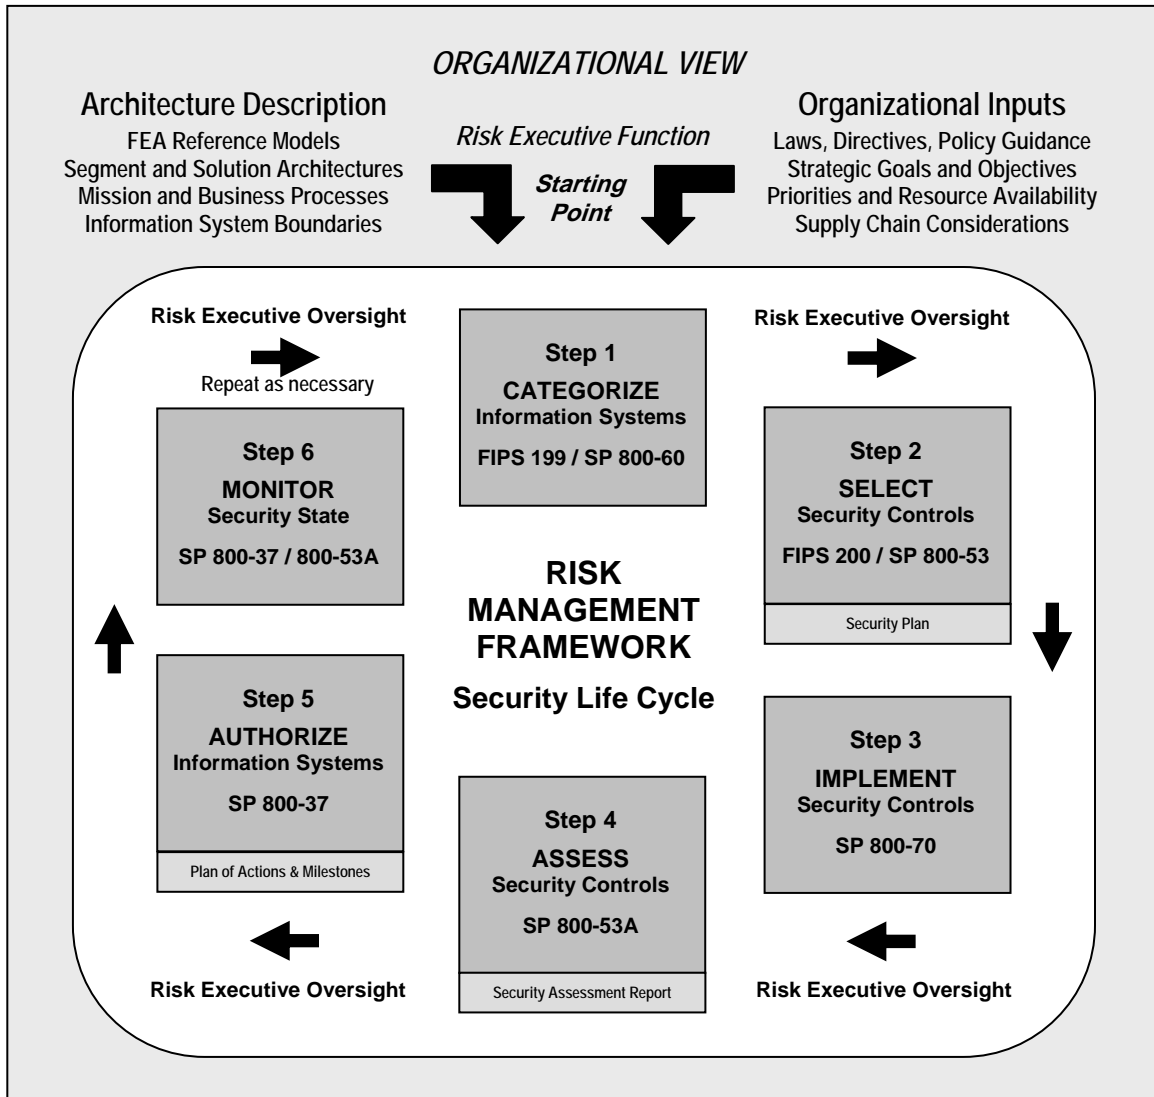 ORGANIZATIONAL VIEW
Architecture Description
FEA Reference Models
Segment and Solution Architectures
Mission and Business Processes
Information System Boundaries
Risk Executive Function
Starting
Point
Organizational Inputs
Laws, Directives, Policy Guidance
Strategic Goals and Objectives
Priorities and Resource Availability
Supply Chain Considerations
Risk Executive Oversight
Repeat as necessary
Step 1
CATEGORIZE
Information Systems
FIPS 199 / SP 800-60
Risk Executive Oversight
Step 2
SELECT
Security Controls
FIPS 200 / SP 800-53
Security Plan
Step 6
MONITOR
Security State
SP 800-37 / 800-53A
RISK
MANAGEMENT
FRAMEWORK
Security Life Cycle
Step 3
IMPLEMENT
Security Controls
SP 800-70
Step 5
AUTHORIZE
Information Systems
SP 800-37
Plan of Actions & Milestones
Step 4
ASSESS
Security Controls
SP 800-53A
Security Assessment Report
Risk Executive Oversight
Risk Executive Oversight